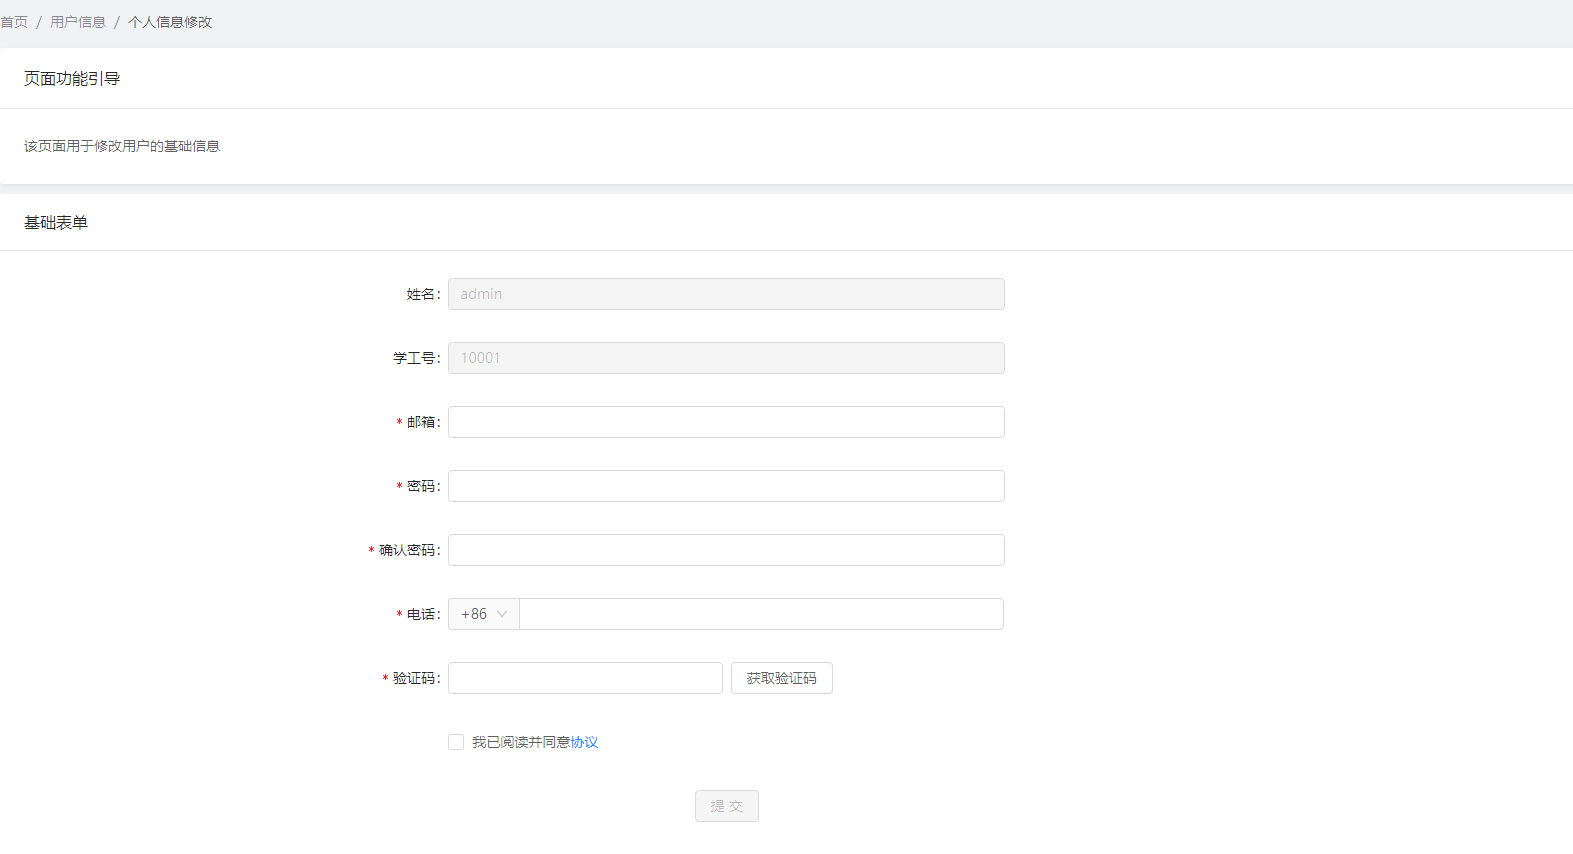 首页 / 用户信息 / 个人信息修改
页面功能引导
该页面用于修改用户的基础信息
基础表单
姓名: admin
学工号: 10001
* 邮箱:
* 密码:
* 确认密码:
* 电话: +86
* 验证码: 获取验证码
我已阅读并同意协议
提 交